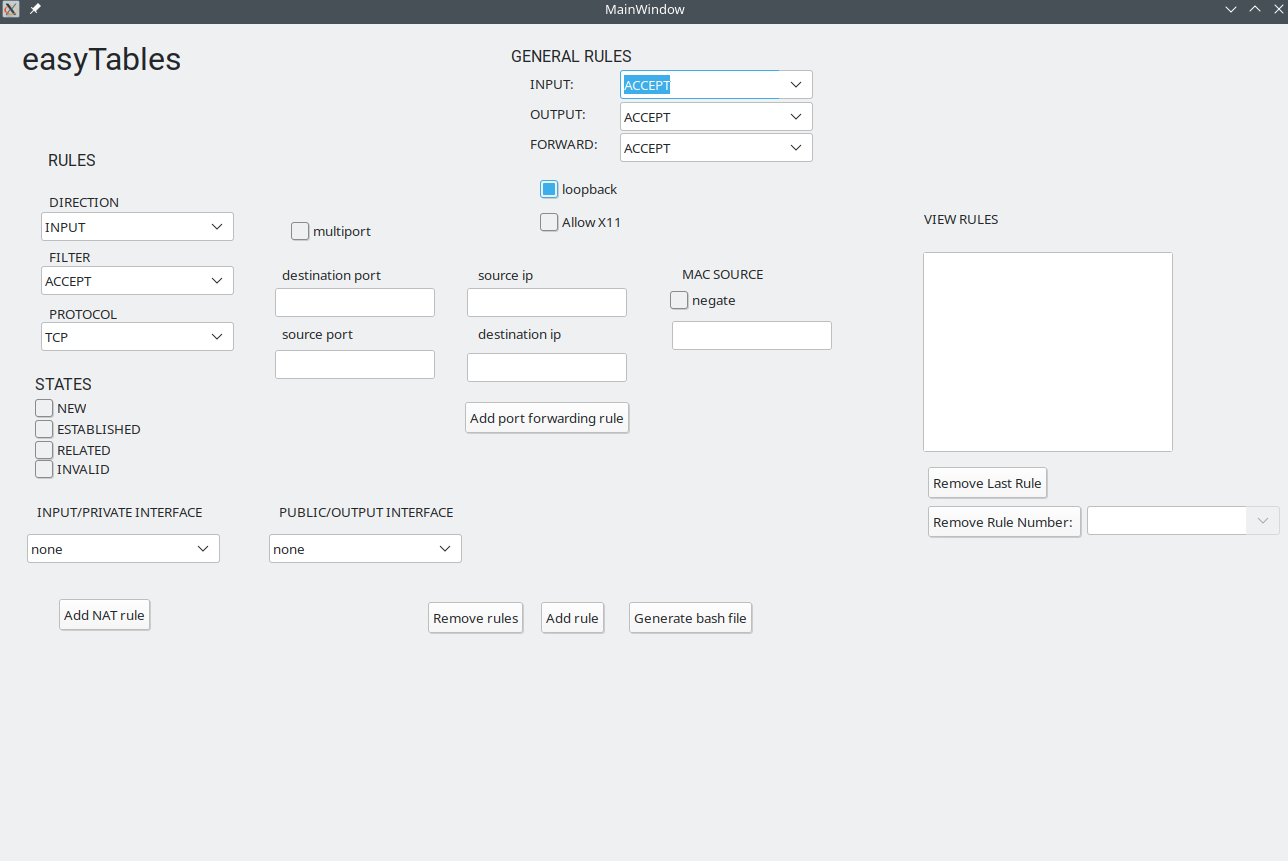 MainWindow
easyTables
GENERAL RULES
INPUT: ACCEPT
OUTPUT: ACCEPT
FORWARD: ACCEPT
loopback
Allow X11
RULES
DIRECTION
INPUT
FILTER
ACCEPT
PROTOCOL
TCP
multiport
destination port
source port
source ip
destination ip
MAC SOURCE
negate
Add port forwarding rule
STATES
NEW
ESTABLISHED
RELATED
INVALID
INPUT/PRIVATE INTERFACE
none
PUBLIC/OUTPUT INTERFACE
none
VIEW RULES
Remove Last Rule
Remove Rule Number:
Add NAT rule
Remove rules
Add rule
Generate bash file